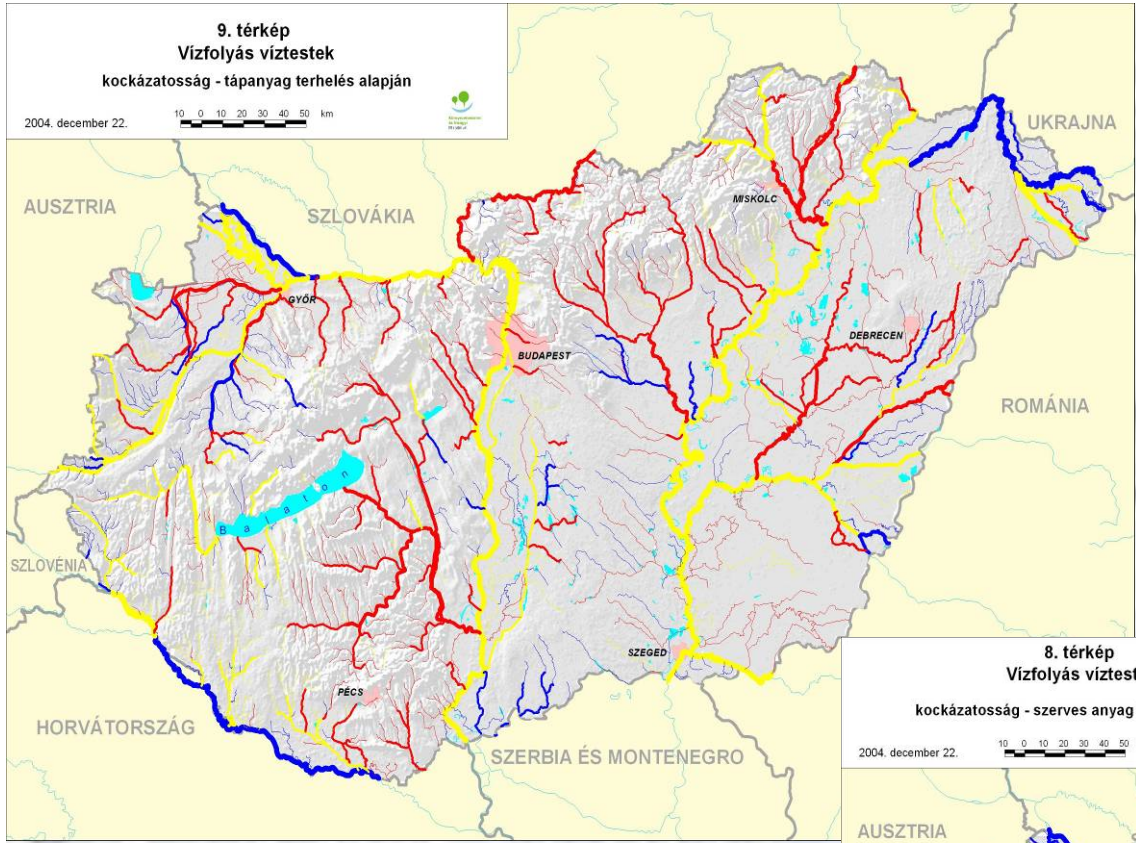 9. térkép
Vízfolyás víztestek
kockázatosság - tápanyag terhelés alapján
10 0 10 20 30 40 50 km
2004. december 22.
UKRAJNA
AUSZTRIA
SZLOVÁKIA
MISKOLC
GYŐR
DEBRECEN
BUDAPEST
ROMÁNIA
Balaton
SZLOVÉNIA
SZEGED
PÉCS
HORVÁTORSZÁG
SZERBIA ÉS MONTENEGRO
8. térkép
Vízfolyás víztest
kockázatosság - szerves anyag
2004. december 22.
10 0 10 20 30 40 50
AUSZTRIA